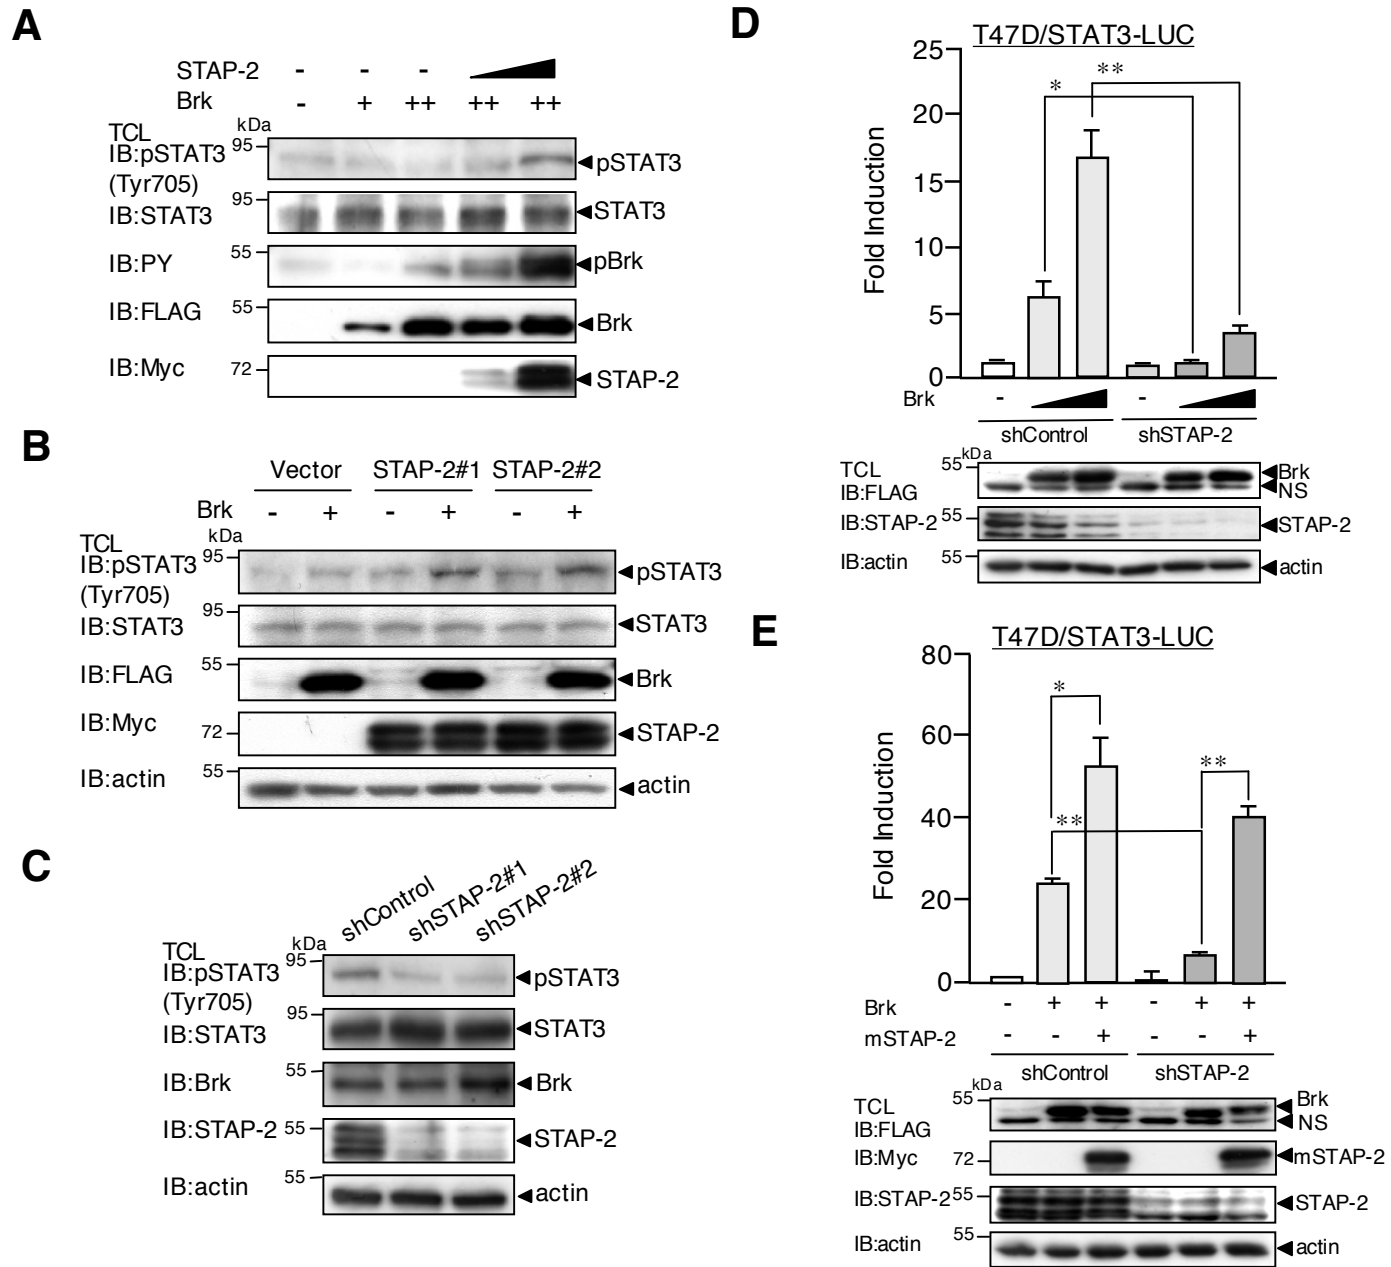 A
STAP-2 - - -
Brk - + ++ ++ ++
kDa
TCL
IB:pSTAT3 95 pSTAT3
(Tyr705)
IB:STAT3 95 STAT3
IB:PY 55 pBrk
IB:FLAG 55 Brk
IB:Myc 72 STAP-2
B
Vector STAP-2#1 STAP-2#2
Brk - + - + - +
kDa
TCL
IB:pSTAT3 95 pSTAT3
(Tyr705)
IB:STAT3 95 STAT3
IB:FLAG 55 Brk
IB:Myc 72 STAP-2
IB:actin 55 actin
C
shControl shSTAP-2#1 shSTAP-2#2
kDa
TCL
IB:pSTAT3 95 pSTAT3
(Tyr705)
IB:STAT3 95 STAT3
IB:Brk 55 Brk
IB:STAP-2 55 STAP-2
IB:actin 55 actin
D
T47D/STAT3-LUC
25
20
15
10
5
0
Fold Induction
* **
Brk - -
shControl shSTAP-2
kDa
TCL 55 Brk
IB:FLAG NS
IB:STAP-2 55 STAP-2
IB:actin 55 actin
E
T47D/STAT3-LUC
80
60
40
20
0
Fold Induction
*
**
**
Brk - + + - + +
mSTAP-2 - - + - - +
shControl shSTAP-2
kDa
TCL 55 Brk
IB:FLAG NS
IB:Myc 72 mSTAP-2
IB:STAP-2 55 STAP-2
IB:actin 55 actin